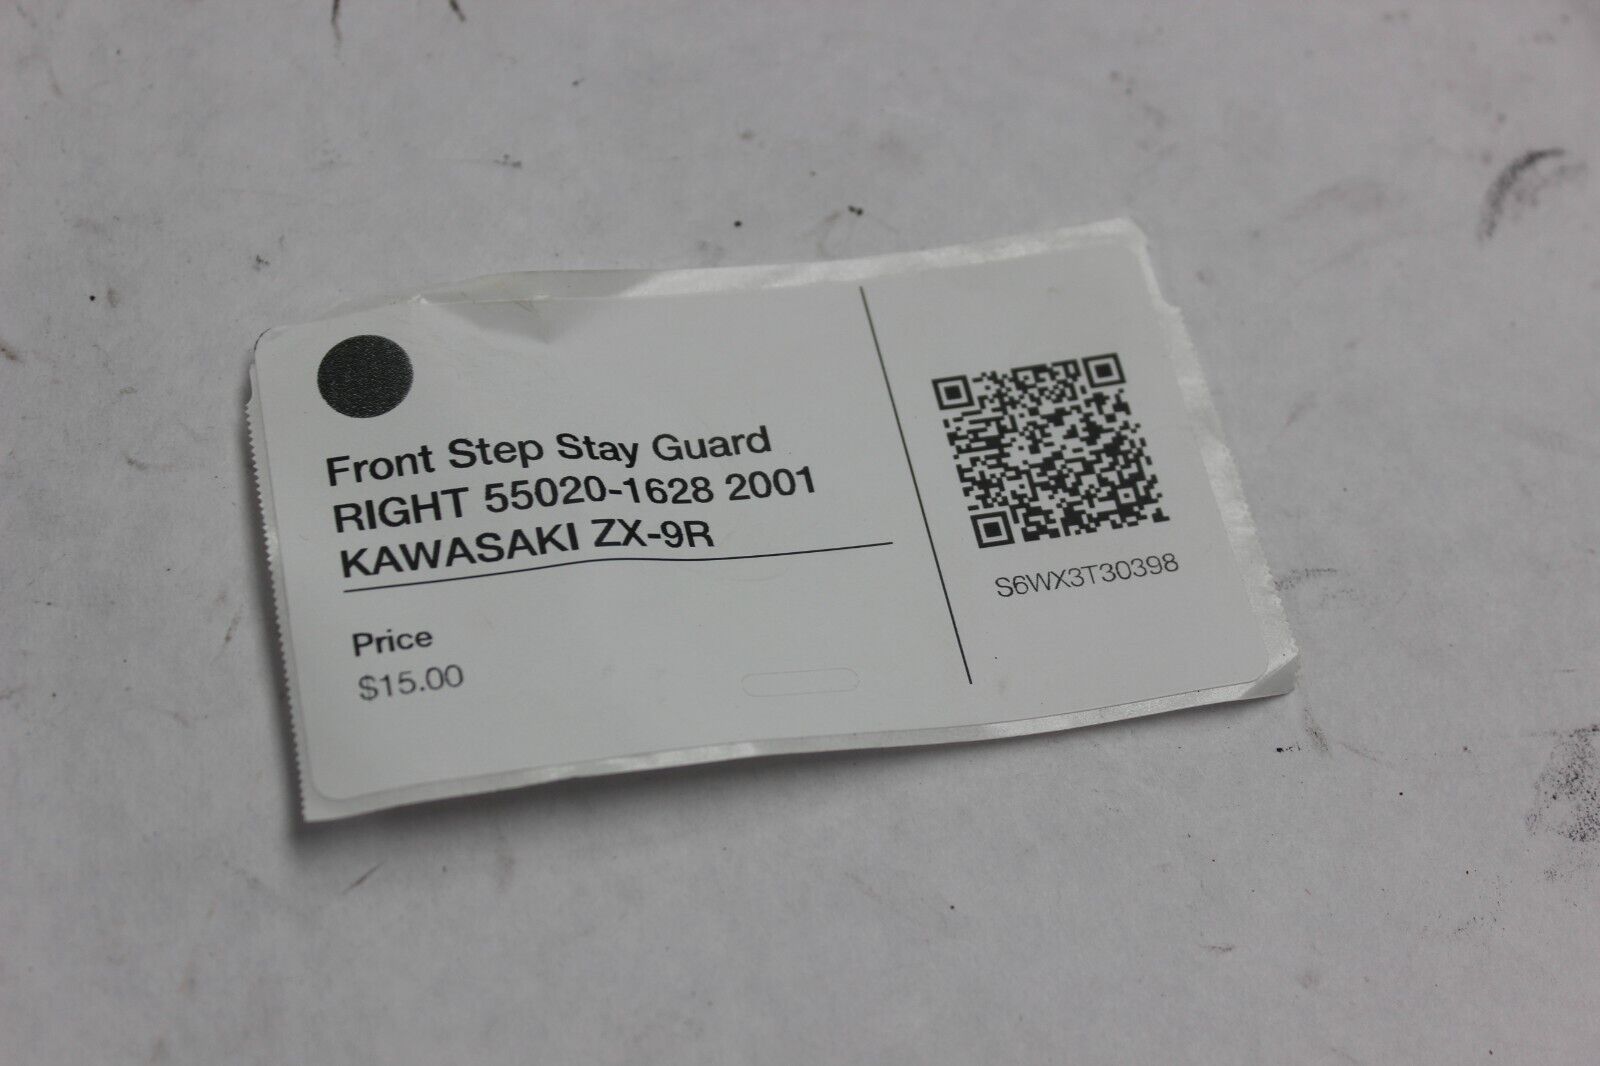 Front Step Stay Guard
RIGHT 55020-1628 2001
KAWASAKI ZX-9R
Price
$15.00
S6WX3T30398